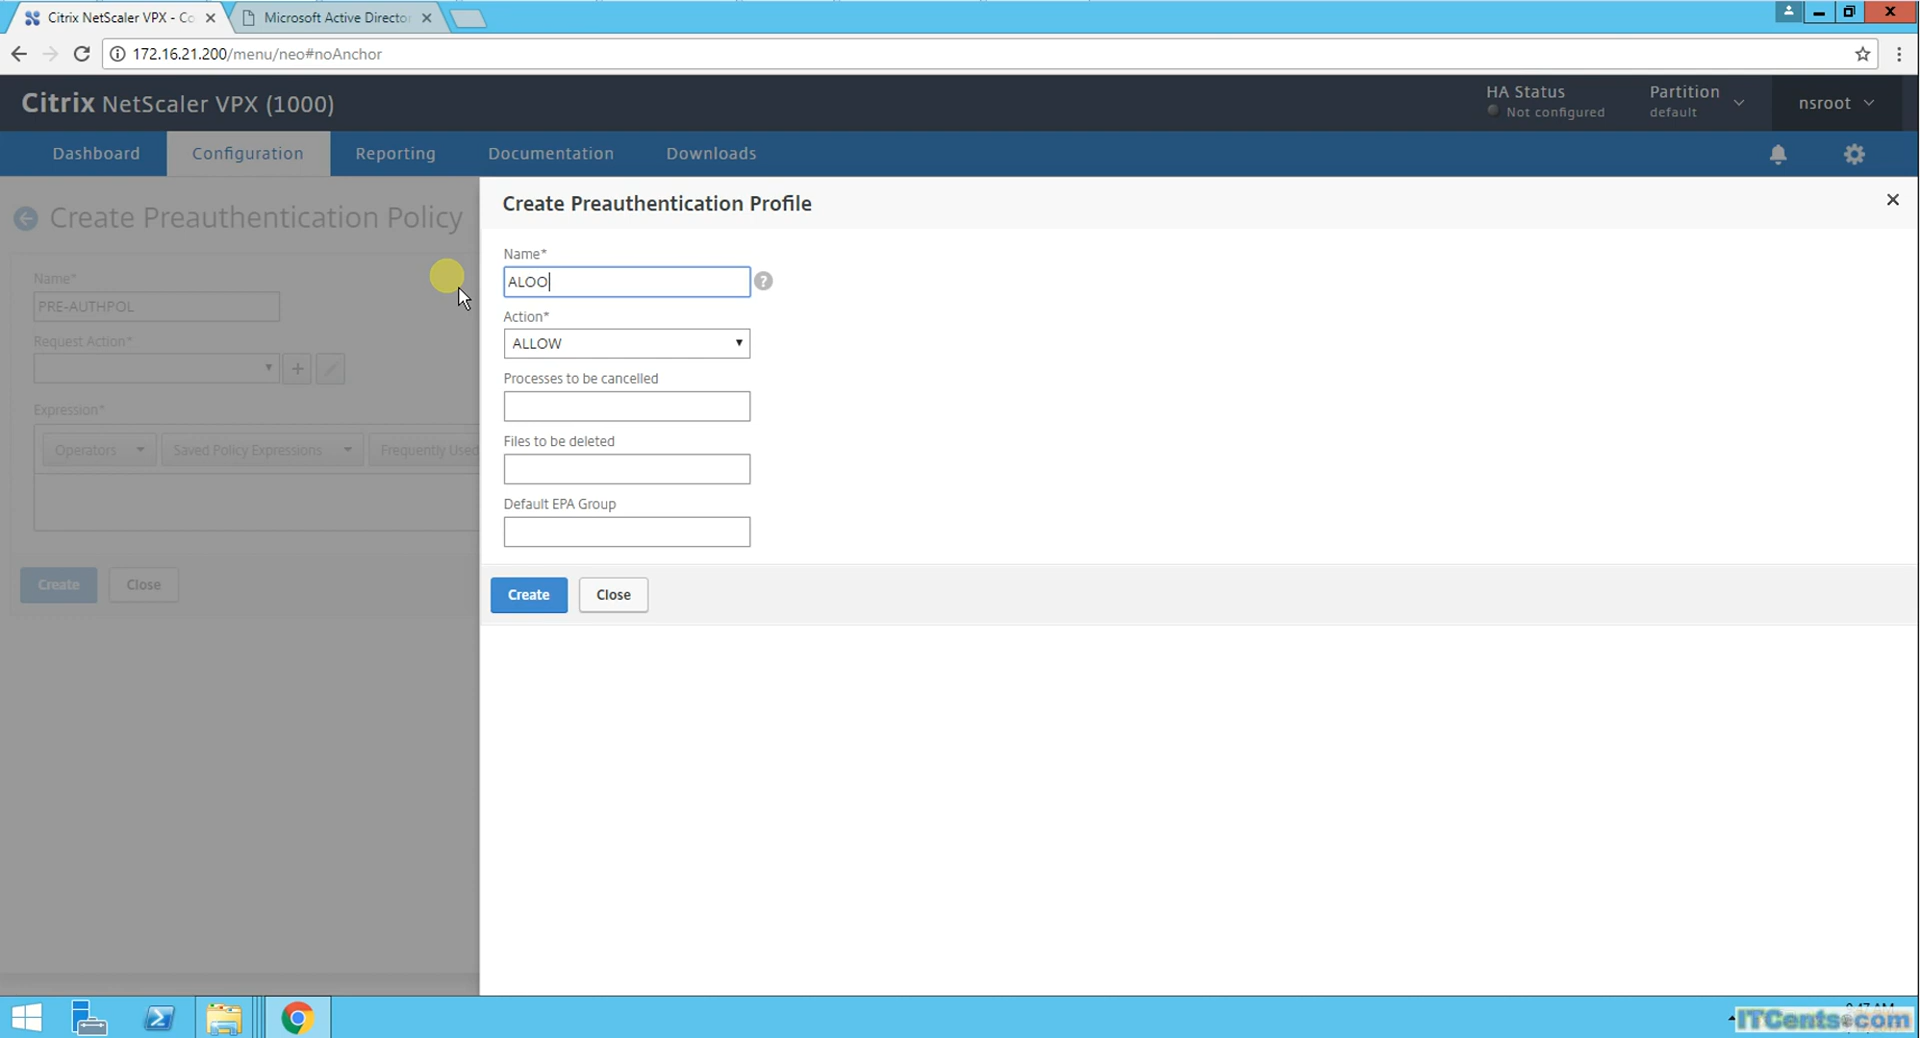 Citrix NetScaler VPX - Co
Microsoft Active Director
172.16.21.200/menu/neo#noAnchor
Citrix NetScaler VPX (1000)
HA Status
Not configured
Partition
default
nsroot
Dashboard
Configuration
Reporting
Documentation
Downloads
Create Preauthentication Policy
Name*
PRE-AUTHPOL
Request Action*
Expression*
Operators
Saved Policy Expressions
Frequently Used
Create
Close
Create Preauthentication Profile
Name*
ALOO
Action*
ALLOW
Processes to be cancelled
Files to be deleted
Default EPA Group
Create
Close
ITCents.com